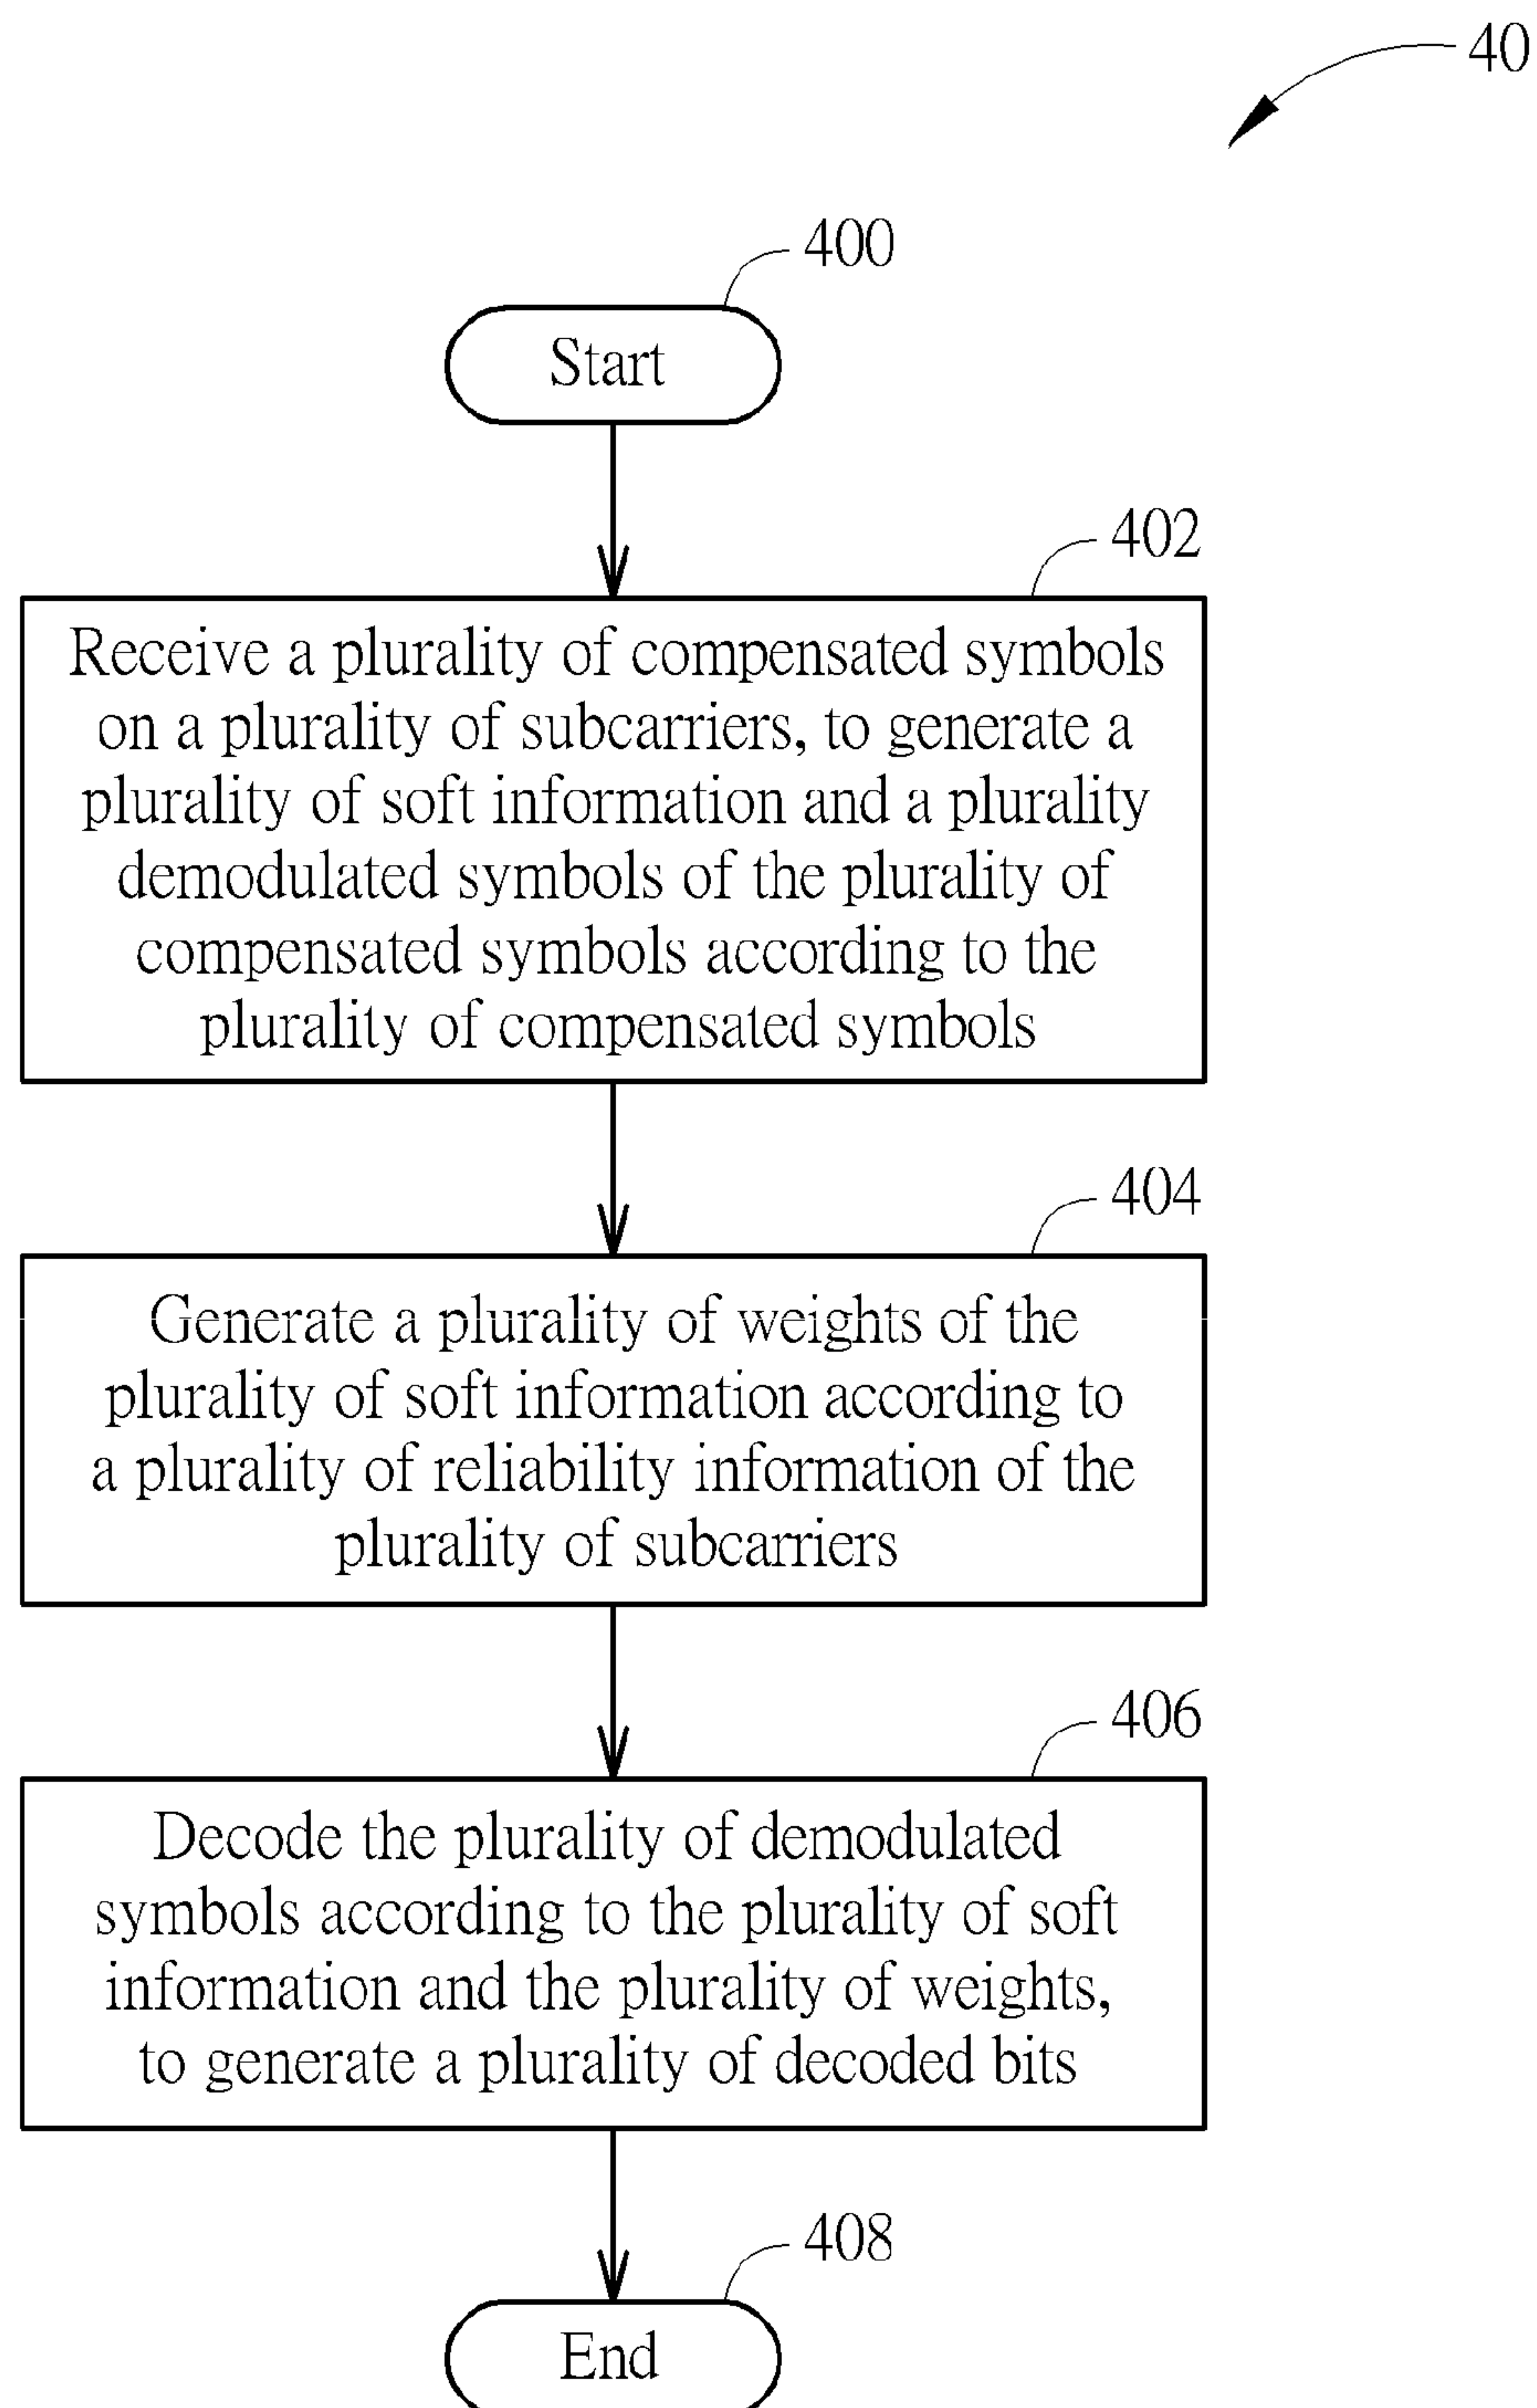 40
400
Start
402
Receive a plurality of compensated symbols
on a plurality of subcarriers, to generate a
plurality of soft information and a plurality
demodulated symbols of the plurality of
compensated symbols according to the
plurality of compensated symbols
404
Generate a plurality of weights of the
plurality of soft information according to
a plurality of reliability information of the
plurality of subcarriers
406
Decode the plurality of demodulated
symbols according to the plurality of soft
information and the plurality of weights,
to generate a plurality of decoded bits
408
End